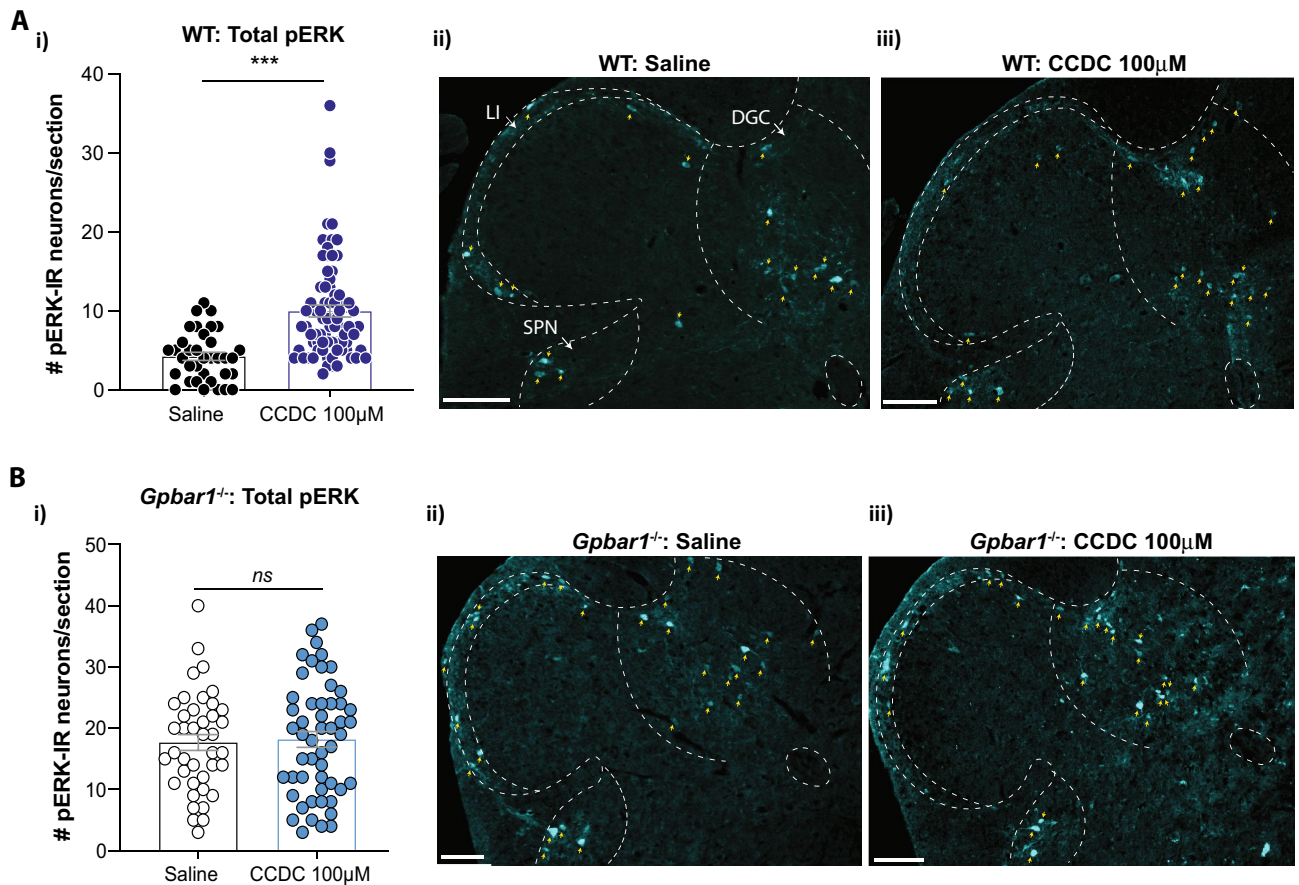 A
i)
WT: Total pERK
***
# pERK-IR neurons/section
40
30
20
10
0
Saline
CCDC 100µM
ii)
WT: Saline
LI
DGC
SPN
iii)
WT: CCDC 100µM
B
i)
Gpbar1-/-: Total pERK
ns
# pERK-IR neurons/section
50
40
30
20
10
0
Saline
CCDC 100µM
ii)
Gpbar1-/-: Saline
iii)
Gpbar1-/-: CCDC 100µM